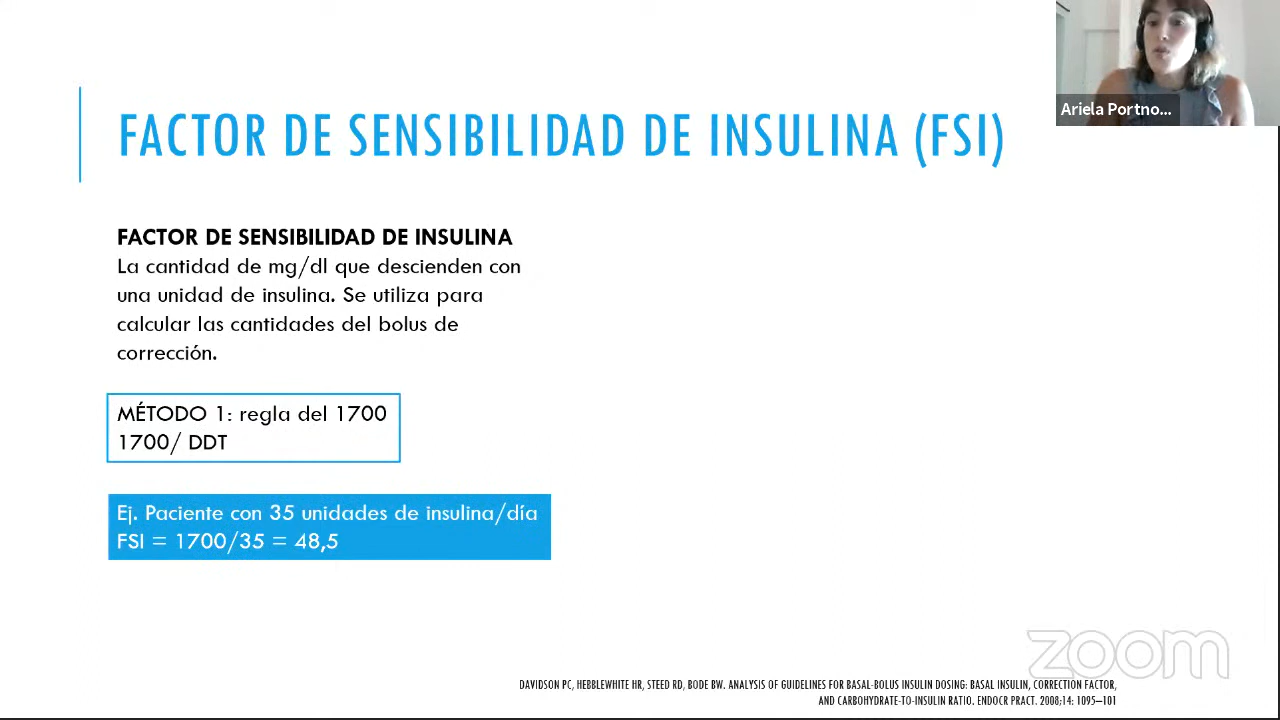 Ariela Portno...
FACTOR DE SENSIBILIDAD DE INSULINA (FSI)
FACTOR DE SENSIBILIDAD DE INSULINA
La cantidad de mg/dl que descienden con
una unidad de insulina. Se utiliza para
calcular las cantidades del bolus de
corrección.
MÉTODO 1: regla del 1700
1700/ DDT
Ej. Paciente con 35 unidades de insulina/día
FSI = 1700/35 = 48,5
zoom
DAVIDSON PC, HEBBLEWHITE HR, STEED RD, BODE BW. ANALYSIS OF GUIDELINES FOR BASAL-BOLUS INSULIN DOSING: BASAL INSULIN, CORRECTION FACTOR,
AND CARBOHYDRATE-TO-INSULIN RATIO. ENDOCR PRACT. 2008;14: 1095–101